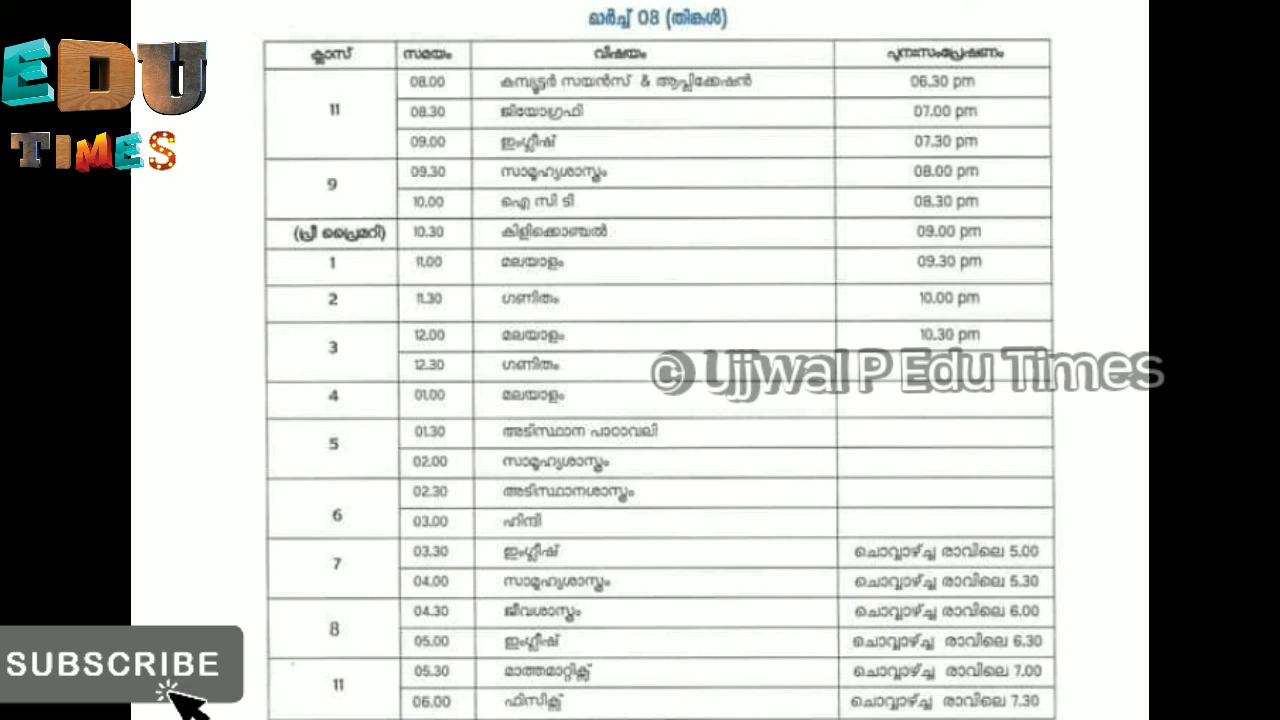 മാർച്ച് 08 (തിങ്കൾ)
EDU
TIMES
ക്ലാസ് സമയം വിഷയം പുനഃസംപ്രേഷണം
11 08.00 കമ്പ്യൂട്ടർ സയൻസ് & ആപ്ലിക്കേഷൻ 06.30 pm
08.30 ജിയോഗ്രഫി 07.00 pm
09.00 ഇംഗ്ലീഷ് 07.30 pm
9 09.30 സാമൂഹ്യശാസ്ത്രം 08.00 pm
10.00 ഐ സി ടി 08.30 pm
(പ്രീ പ്രൈമറി) 10.30 കിളിക്കൊഞ്ചൽ 09.00 pm
1 11.00 മലയാളം 09.30 pm
2 11.30 ഗണിതം 10.00 pm
3 12.00 മലയാളം 10.30 pm
12.30 ഗണിതം
© Ujjwal P Edu Times
4 01.00 മലയാളം
5 01.30 അടിസ്ഥാന പാഠാവലി
02.00 സാമൂഹ്യശാസ്ത്രം
6 02.30 അടിസ്ഥാനശാസ്ത്രം
03.00 ഹിന്ദി
7 03.30 ഇംഗ്ലീഷ് ചൊവ്വാഴ്ച്ച രാവിലെ 5.00
04.00 സാമൂഹ്യശാസ്ത്രം ചൊവ്വാഴ്ച്ച രാവിലെ 5.30
8 04.30 ജീവശാസ്ത്രം ചൊവ്വാഴ്ച്ച രാവിലെ 6.00
05.00 ഇംഗ്ലീഷ് ചൊവ്വാഴ്ച്ച രാവിലെ 6.30
11 05.30 മാത്തമാറ്റിക്സ് ചൊവ്വാഴ്ച്ച രാവിലെ 7.00
06.00 ഫിസിക്സ് ചൊവ്വാഴ്ച്ച രാവിലെ 7.30
SUBSCRIBE